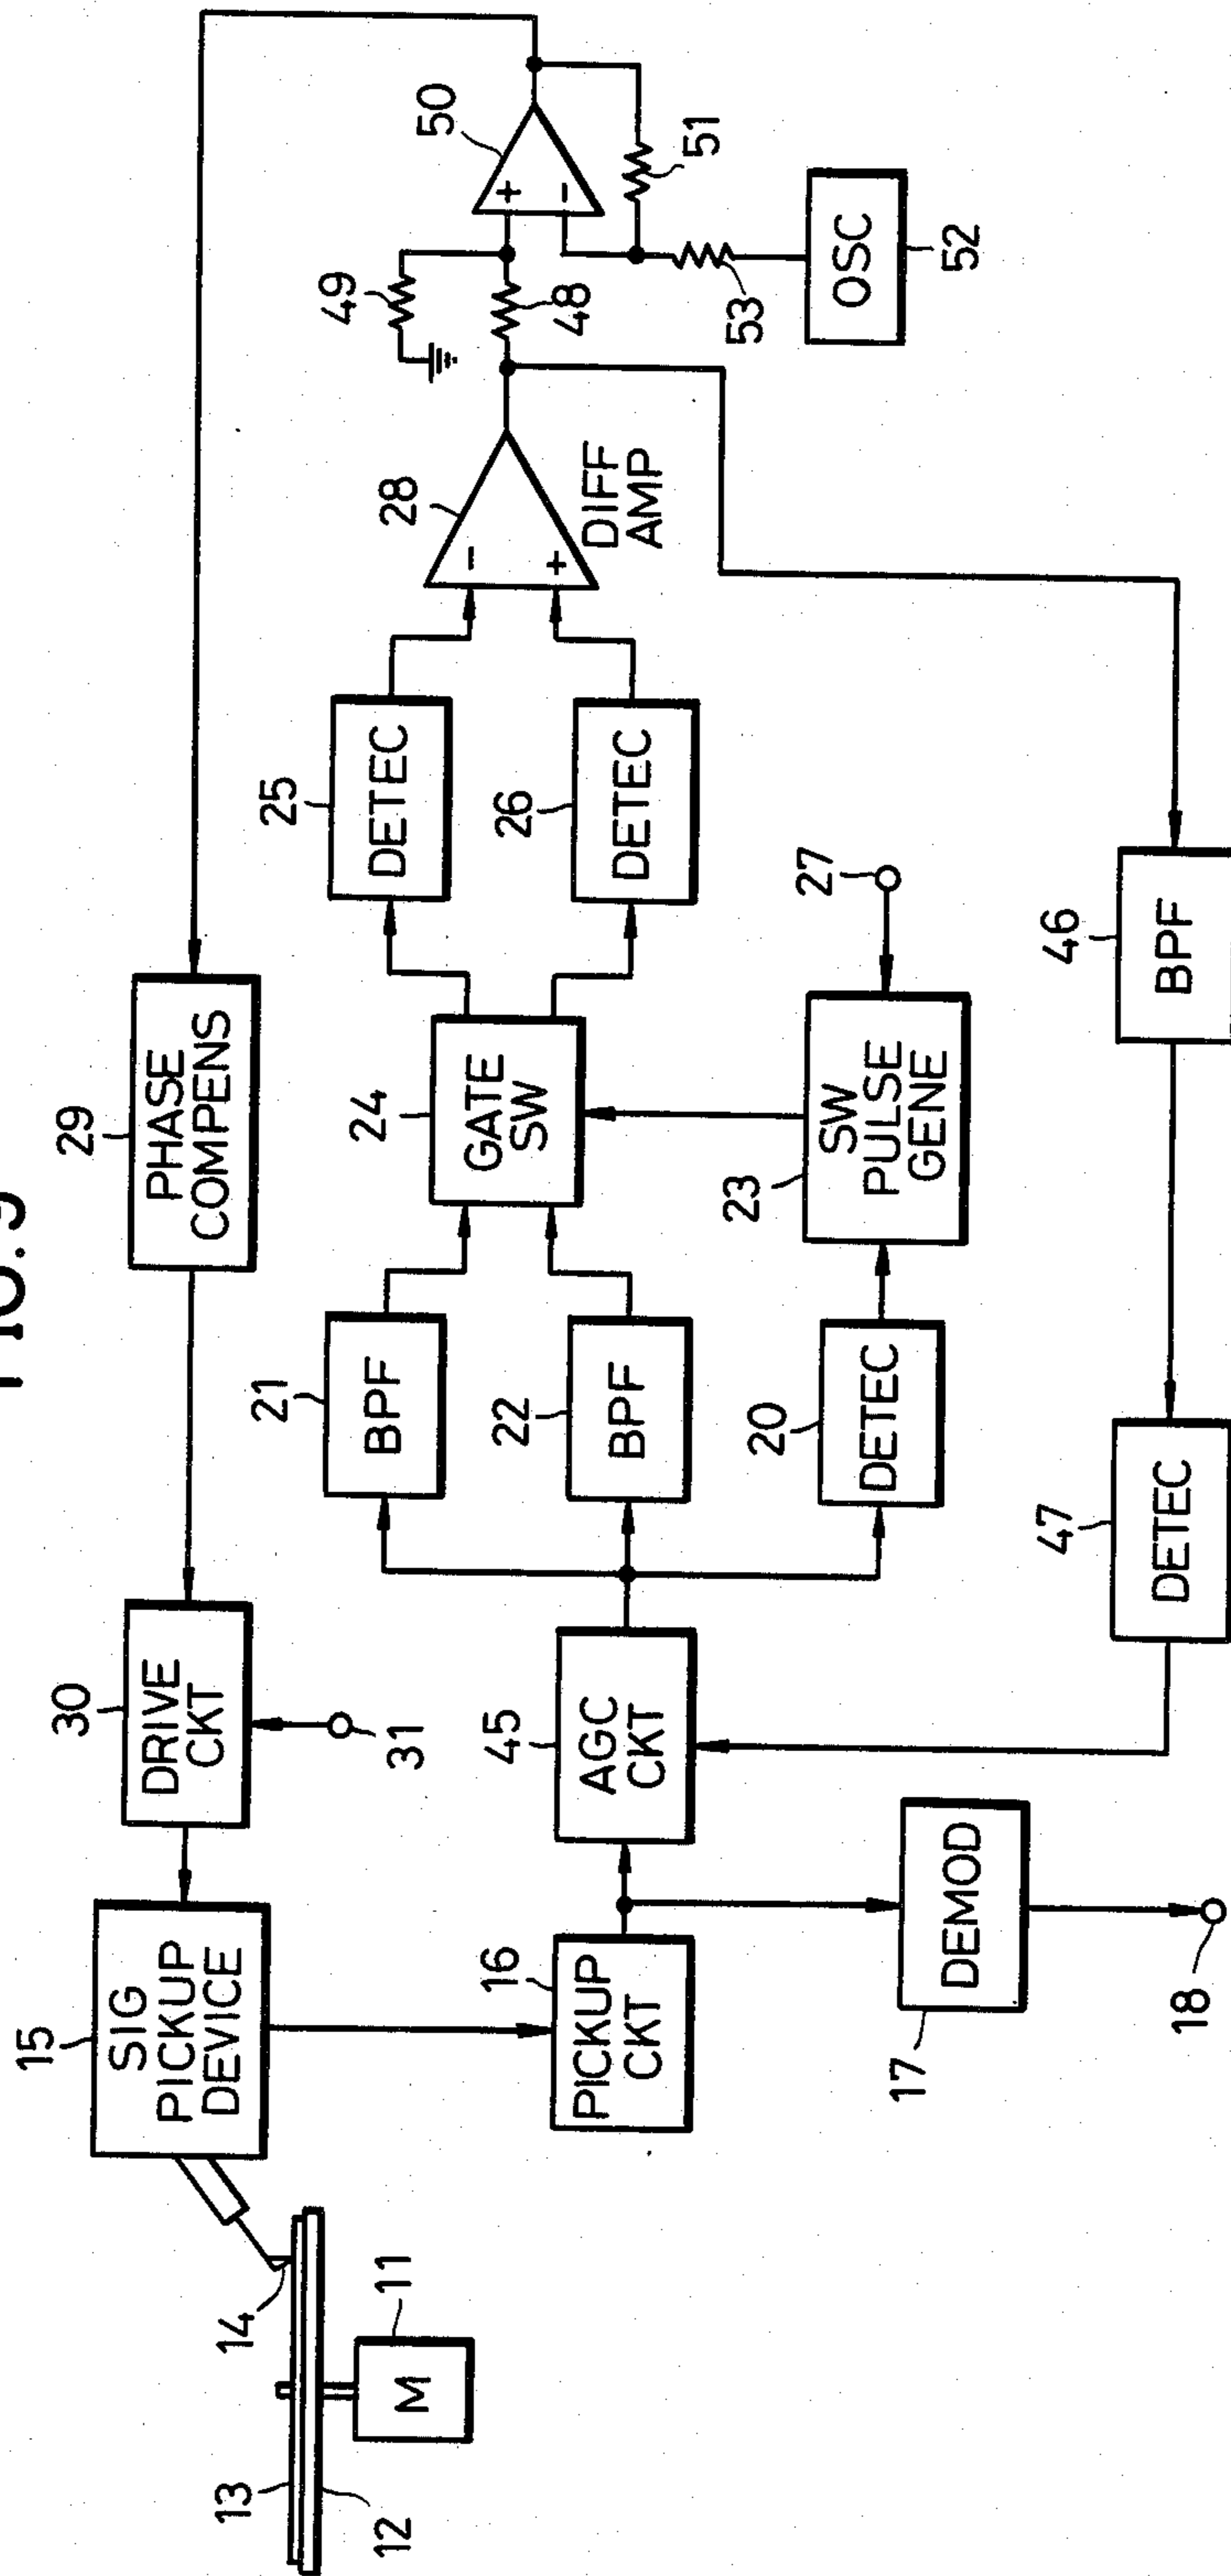 15
SIG
PICKUP
DEVICE
30
DRIVE
CKT
31
29
PHASE
COMPENS
14
13
12
11
M
16
PICKUP
CKT
45
AGC
CKT
17
DEMOD
18
21
BPF
22
BPF
20
DETEC
24
GATE
SW
23
SW
PULSE
GENE
27
25
DETEC
26
DETEC
28
-
+
DIFF
AMP
49
48
50
+
-
51
53
OSC
52
47
DETEC
46
BPF